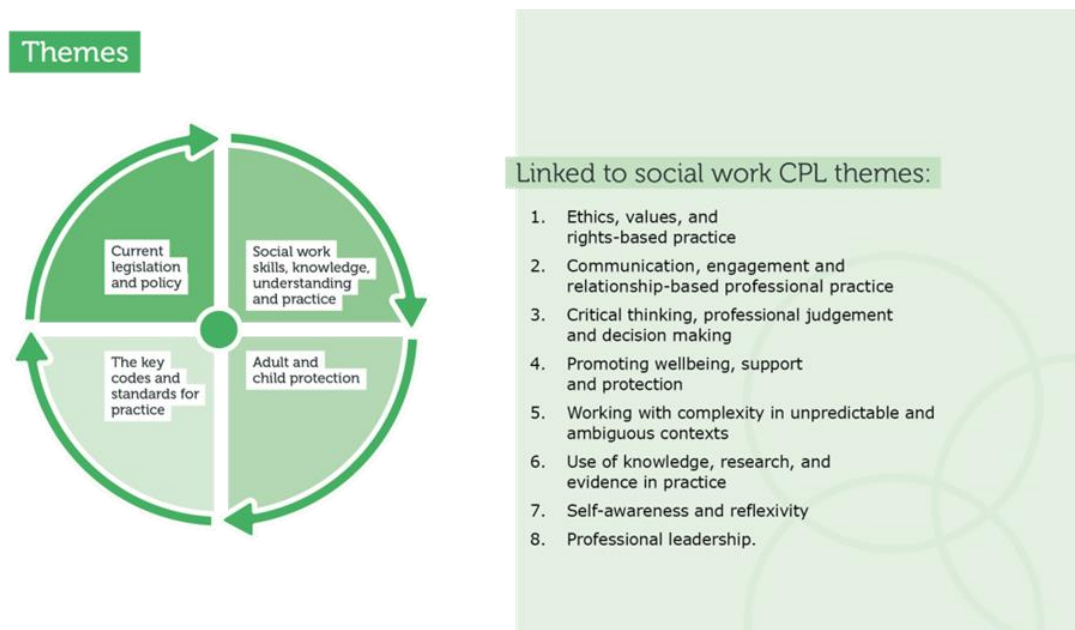 Themes
Current
legislation
and policy
Social work
skills, knowledge,
understanding
and practice
The key
codes and
standards for
practice
Adult and
child protection
Linked to social work CPL themes:
1. Ethics, values, and
rights-based practice
2. Communication, engagement and
relationship-based professional practice
3. Critical thinking, professional judgement
and decision making
4. Promoting wellbeing, support
and protection
5. Working with complexity in unpredictable and
ambiguous contexts
6. Use of knowledge, research, and
evidence in practice
7. Self-awareness and reflexivity
8. Professional leadership.